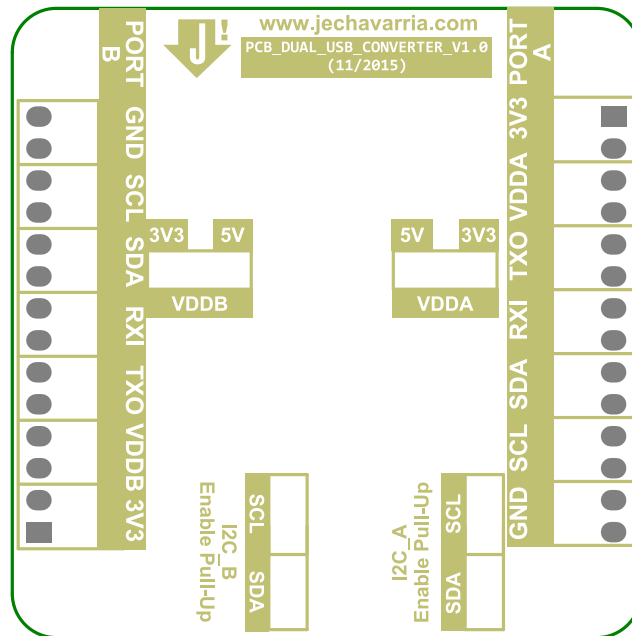 www.jechavarria.com
J!
PCB_DUAL_USB_CONVERTER_V1.0
(11/2015)
PORT
B
GND
SCL
SDA
RXI
TXO
VDDB
3V3
3V3
5V
VDDB
5V
3V3
VDDA
PORT
A
3V3
VDDA
TXO
RXI
SDA
SCL
GND
SCL
SDA
I2C_B
Enable Pull-Up
I2C_A
Enable Pull-Up
SCL
SDA